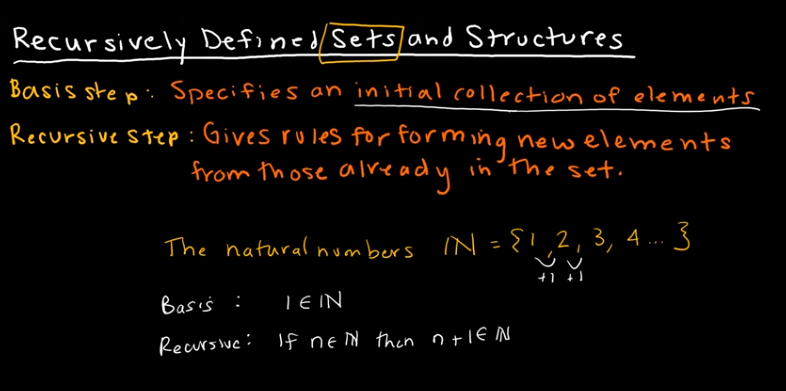 Recursively Defined Sets and Structures
Basis step: Specifies an initial collection of elements
Recursive step: Gives rules for forming new elements
from those already in the set.
The natural numbers ℕ = {1, 2, 3, 4 ... }
+1 +1
Basis: 1 ∈ ℕ
Recursive: If n ∈ ℕ then n+1 ∈ ℕ